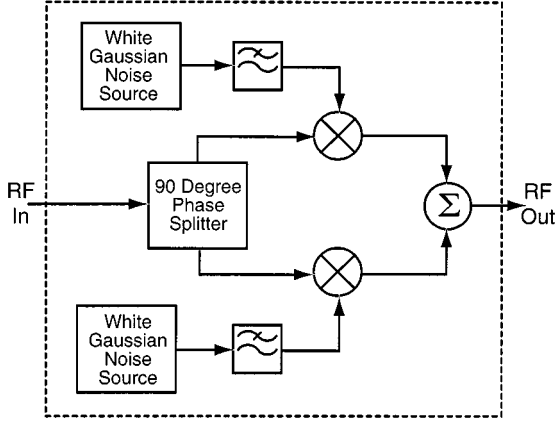 White
Gaussian
Noise
Source
RF
In
90 Degree
Phase
Splitter
Σ
RF
Out
White
Gaussian
Noise
Source